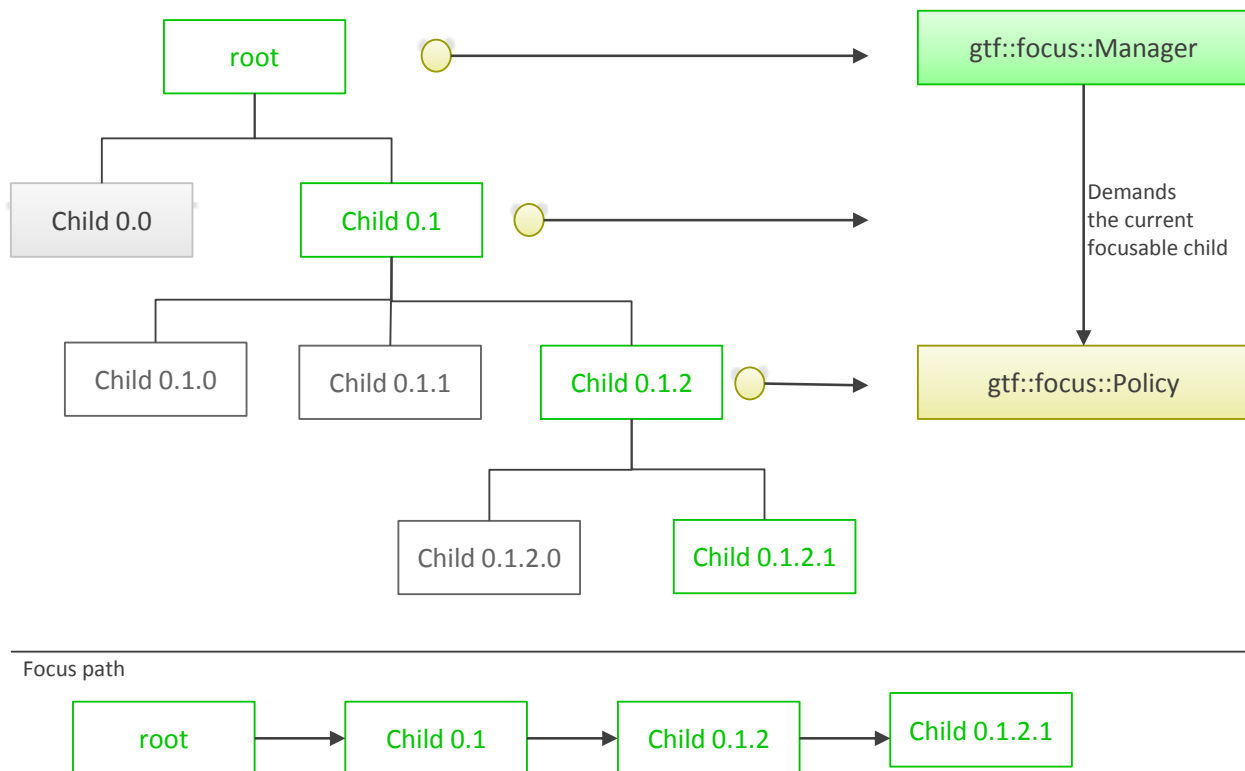 root
gtf::focus::Manager
Child 0.0
Child 0.1
Demands
the current
focusable child
Child 0.1.0
Child 0.1.1
Child 0.1.2
gtf::focus::Policy
Child 0.1.2.0
Child 0.1.2.1
Focus path
root
Child 0.1
Child 0.1.2
Child 0.1.2.1